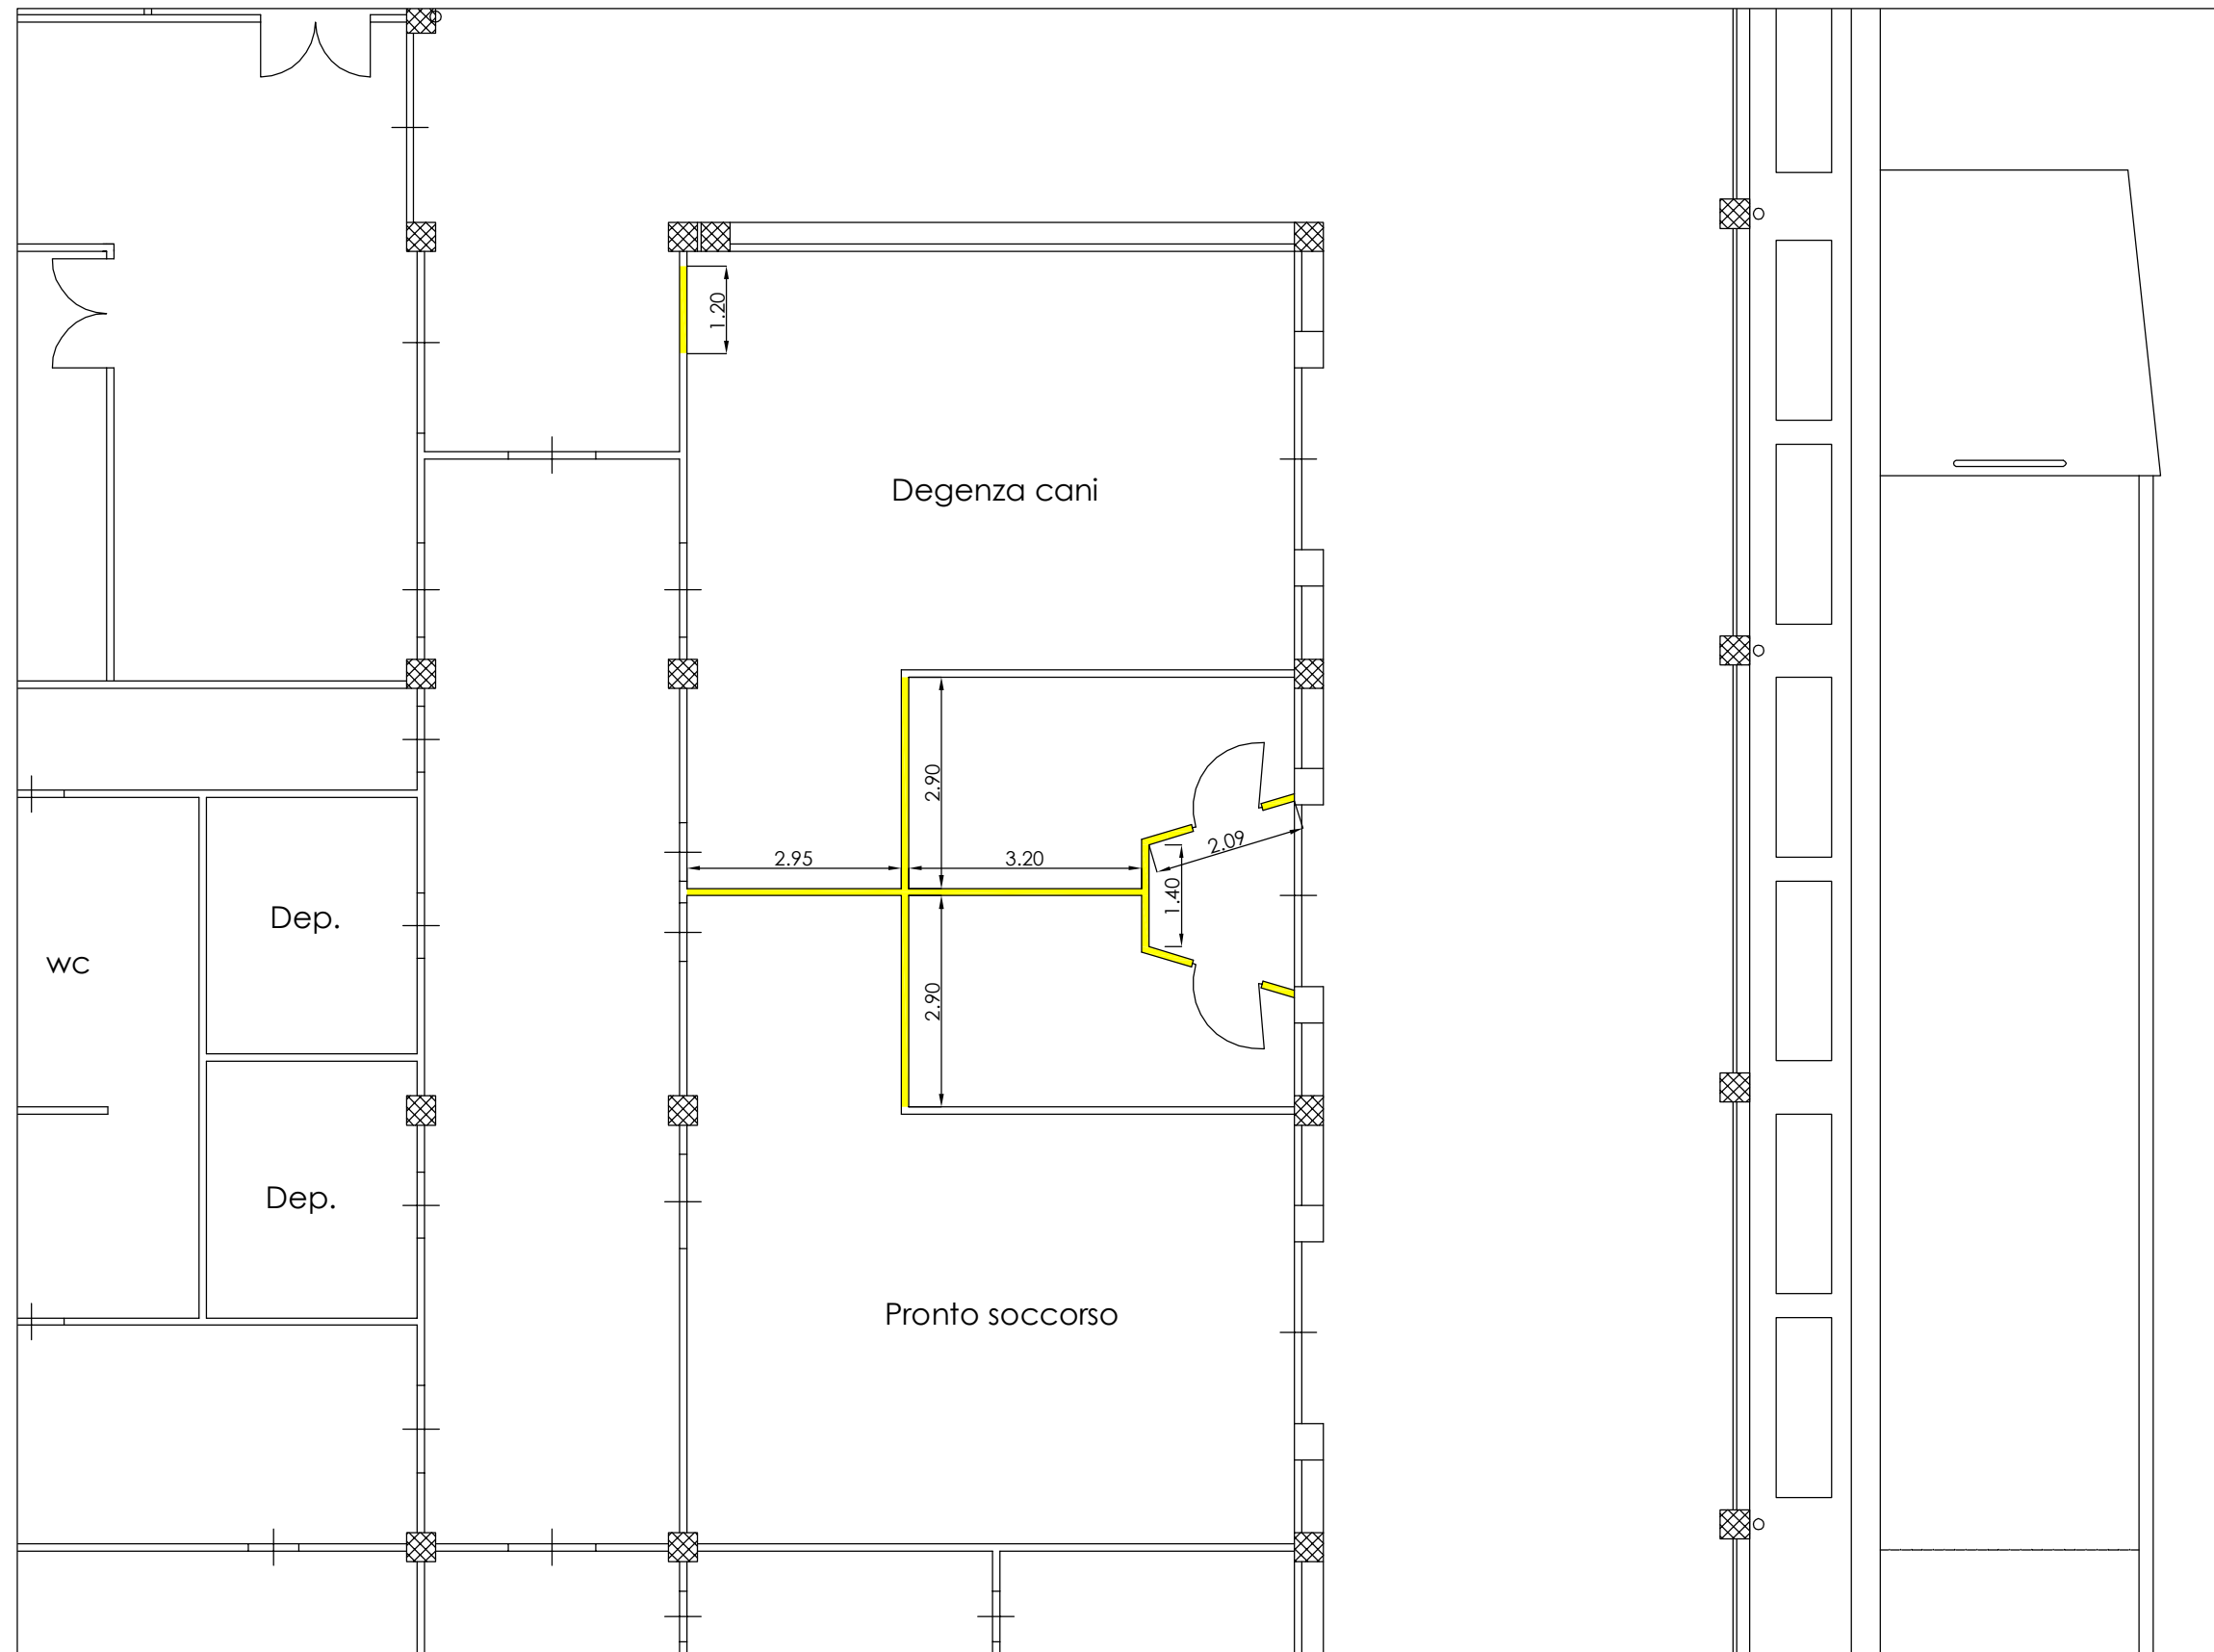 1.20
Degenza cani
2.90
2.09
2.95
3.20
1.40
Dep.
wc
2.90
Dep.
Pronto soccorso